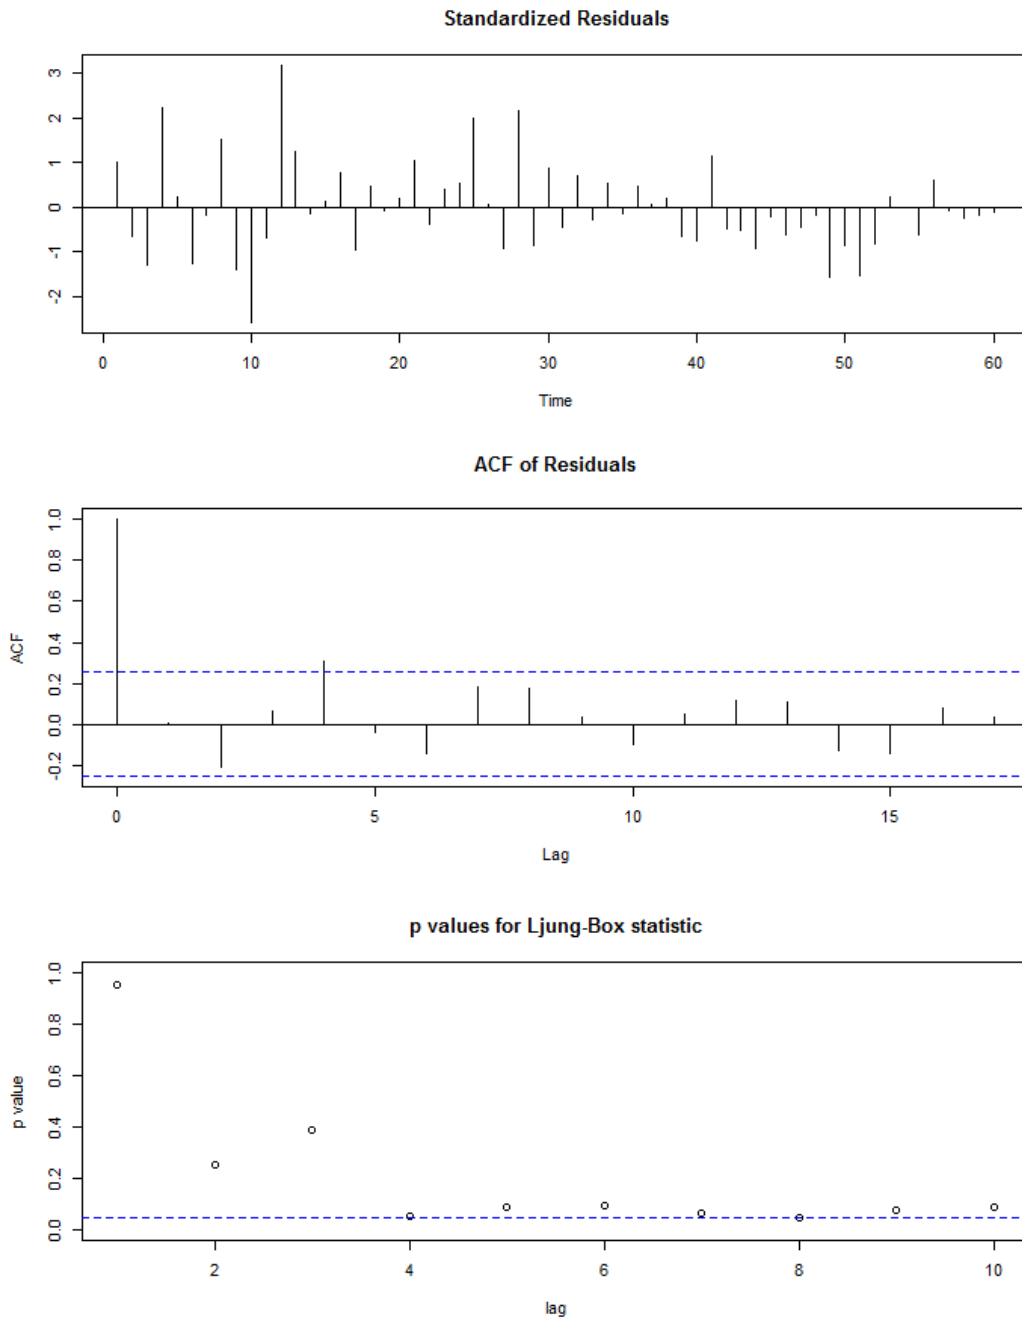 Standardized Residuals
3
2
1
0
-1
-2
0 10 20 30 40 50 60
Time
ACF of Residuals
ACF
1.0
0.8
0.6
0.4
0.2
0.0
-0.2
0 5 10 15
Lag
p values for Ljung-Box statistic
p value
1.0
0.8
0.6
0.4
0.2
0.0
2 4 6 8 10
lag